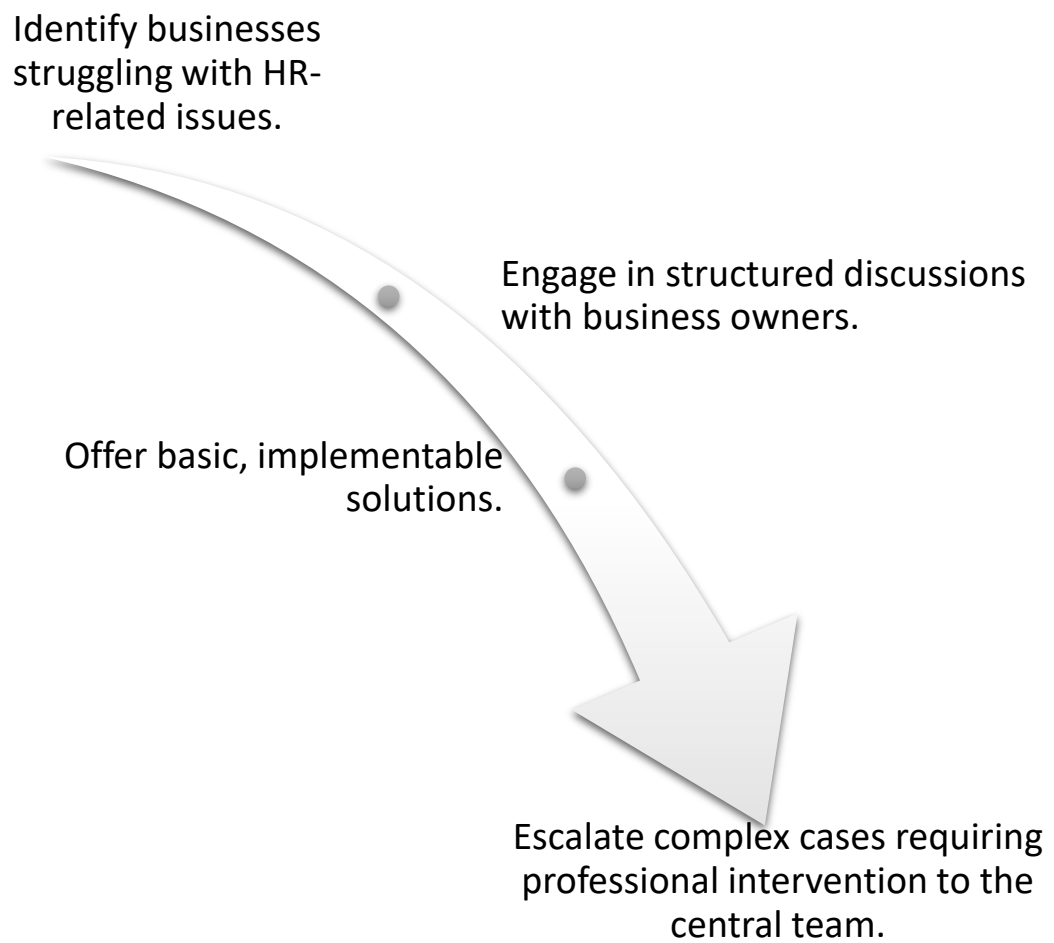 Identify businesses
struggling with HR-
related issues.
Engage in structured discussions
with business owners.
Offer basic, implementable
solutions.
Escalate complex cases requiring
professional intervention to the
central team.